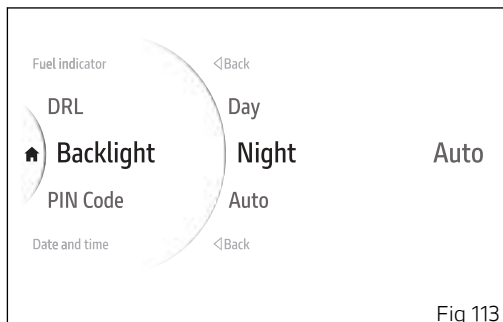 Fuel indicator
DRL
Backlight
PIN Code
Date and time
◁Back
Day
Night
Auto
◁Back
Auto
Fig 113